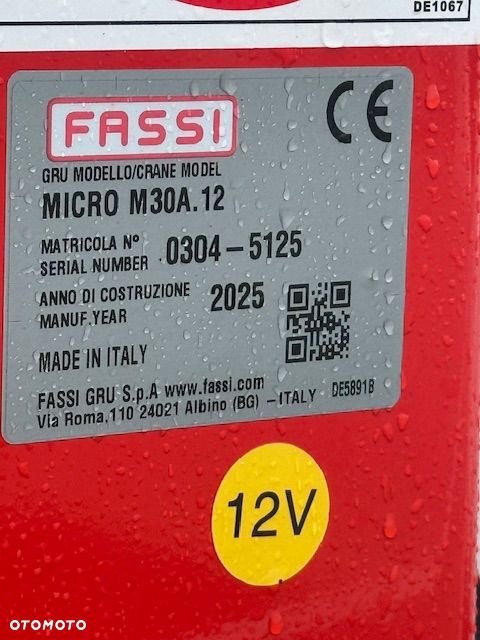 DE1067
FASSI
CE
GRU MODELLO/CRANE MODEL
MICRO M30A.12
MATRICOLA Nº
SERIAL NUMBER 0304-5125
ANNO DI COSTRUZIONE
MANUF.YEAR 2025
MADE IN ITALY
FASSI GRU S.p.A www.fassi.com
Via Roma,110 24021 Albino (BG) - ITALY DE5891B
12V
OTOMOTO